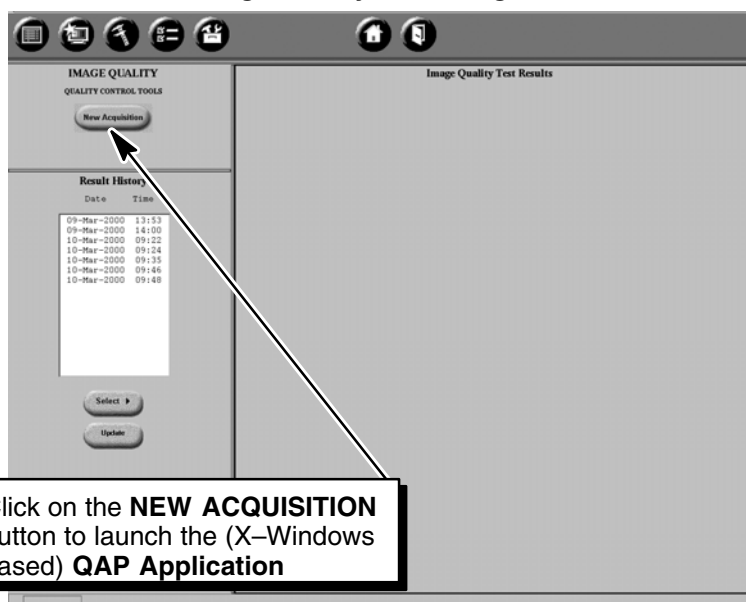 IMAGE QUALITY
QUALITY CONTROL TOOLS
New Acquisition
Image Quality Test Results
Result History
Date Time
09-Mar-2000 13:53
09-Mar-2000 14:00
10-Mar-2000 09:22
10-Mar-2000 09:24
10-Mar-2000 09:35
10-Mar-2000 09:46
10-Mar-2000 09:48
Select
Update
lick on the NEW ACQUISITION
utton to launch the (X–Windows
ased) QAP Application